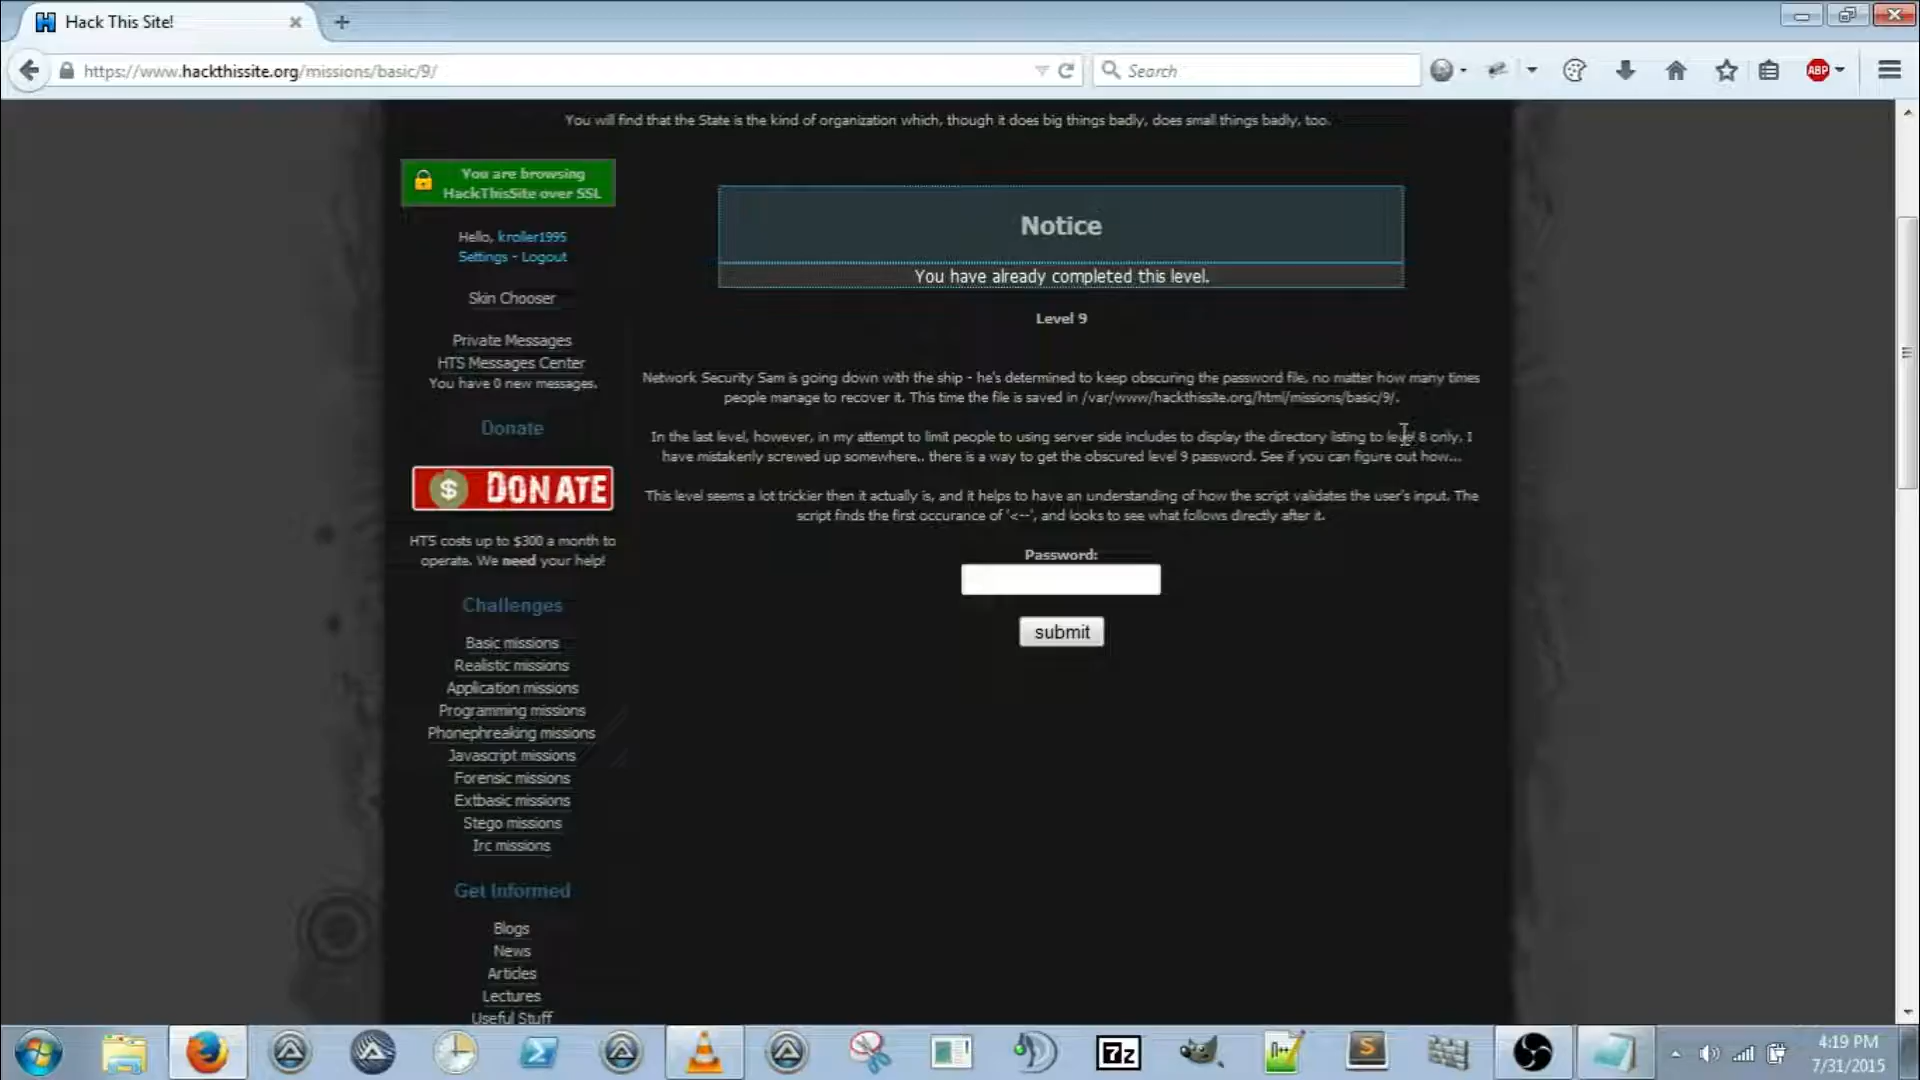 Hack This Site!
https://www.hackthissite.org/missions/basic/9/
Search
ABP
You will find that the State is the kind of organization which, though it does big things badly, does small things badly, too.
You are browsing
HackThisSite over SSL
Hello, kroller1995
Settings - Logout
Skin Chooser
Private Messages
HTS Messages Center
You have 0 new messages.
Donate
$ DONATE
HTS costs up to $300 a month to
operate. We need your help!
Challenges
Basic missions
Realistic missions
Application missions
Programming missions
Phonephreaking missions
Javascript missions
Forensic missions
Extbasic missions
Stego missions
Irc missions
Get Informed
Blogs
News
Articles
Lectures
Useful Stuff
Notice
You have already completed this level.
Level 9
Network Security Sam is going down with the ship - he's determined to keep obscuring the password file, no matter how many times
people manage to recover it. This time the file is saved in /var/www/hackthissite.org/html/missions/basic/9/.
In the last level, however, in my attempt to limit people to using server side includes to display the directory listing to level 8 only, I
have mistakenly screwed up somewhere.. there is a way to get the obscured level 9 password. See if you can figure out how...
This level seems a lot trickier then it actually is, and it helps to have an understanding of how the script validates the user's input. The
script finds the first occurance of '<--', and looks to see what follows directly after it.
Password:
submit
7z
S
4:19 PM
7/31/2015